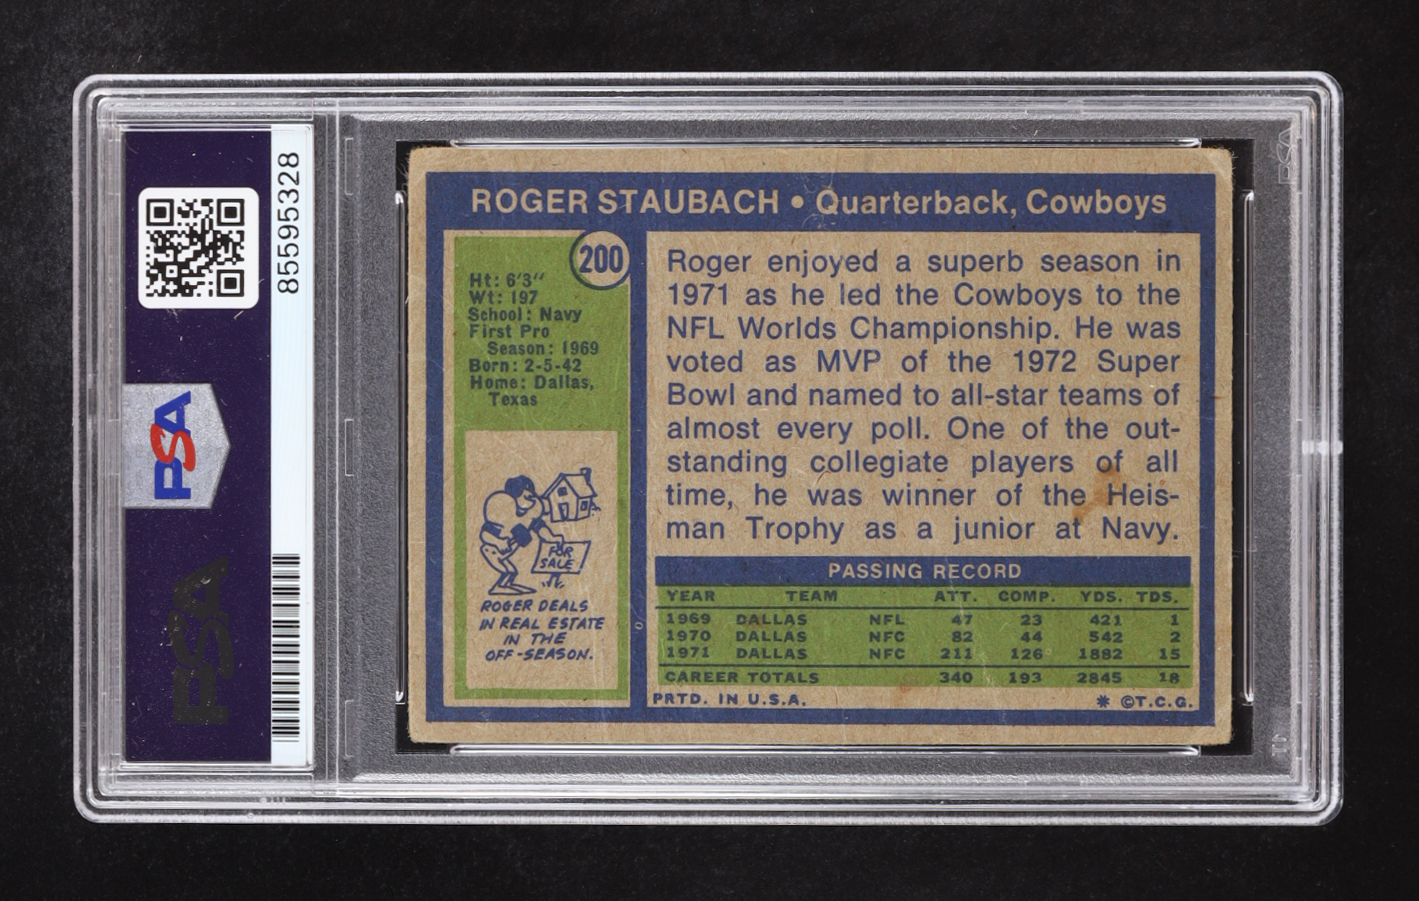 85595328
PSA
PSA
ROGER STAUBACH • Quarterback, Cowboys
200
Ht: 6'3"
Wt: 197
School: Navy
First Pro
Season: 1969
Born: 2-5-42
Home: Dallas,
Texas
FOR
SALE
ROGER DEALS
IN REAL ESTATE
IN THE
OFF-SEASON.
Roger enjoyed a superb season in
1971 as he led the Cowboys to the
NFL Worlds Championship. He was
voted as MVP of the 1972 Super
Bowl and named to all-star teams of
almost every poll. One of the out-
standing collegiate players of all
time, he was winner of the Heis-
man Trophy as a junior at Navy.
PASSING RECORD
YEAR TEAM ATT. COMP. YDS. TDS.
1969 DALLAS NFL 47 23 421 1
1970 DALLAS NFC 82 44 542 2
1971 DALLAS NFC 211 126 1882 15
CAREER TOTALS 340 193 2845 18
PRTD. IN U.S.A. * ©T.C.G.
PSA